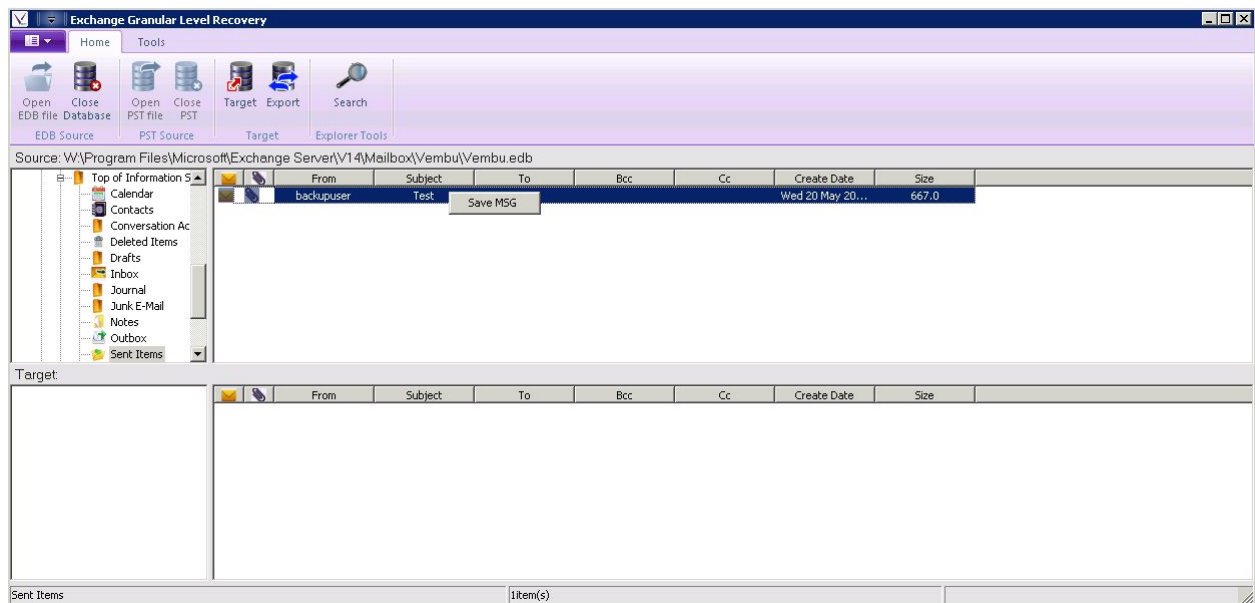 Exchange Granular Level Recovery
Home Tools
Open EDB file Close Database Open PST file Close PST Target Export Search
EDB Source PST Source Target Explorer Tools
Source: W:\Program Files\Microsoft\Exchange Server\V14\Mailbox\Vembu\Vembu.edb
Top of Information S From Subject To Bcc Cc Create Date Size
Calendar backupuser Test Wed 20 May 20... 667.0
Save MSG
Contacts
Conversation Ac
Deleted Items
Drafts
Inbox
Journal
Junk E-Mail
Notes
Outbox
Sent Items
Target:
From Subject To Bcc Cc Create Date Size
Sent Items 1item(s)